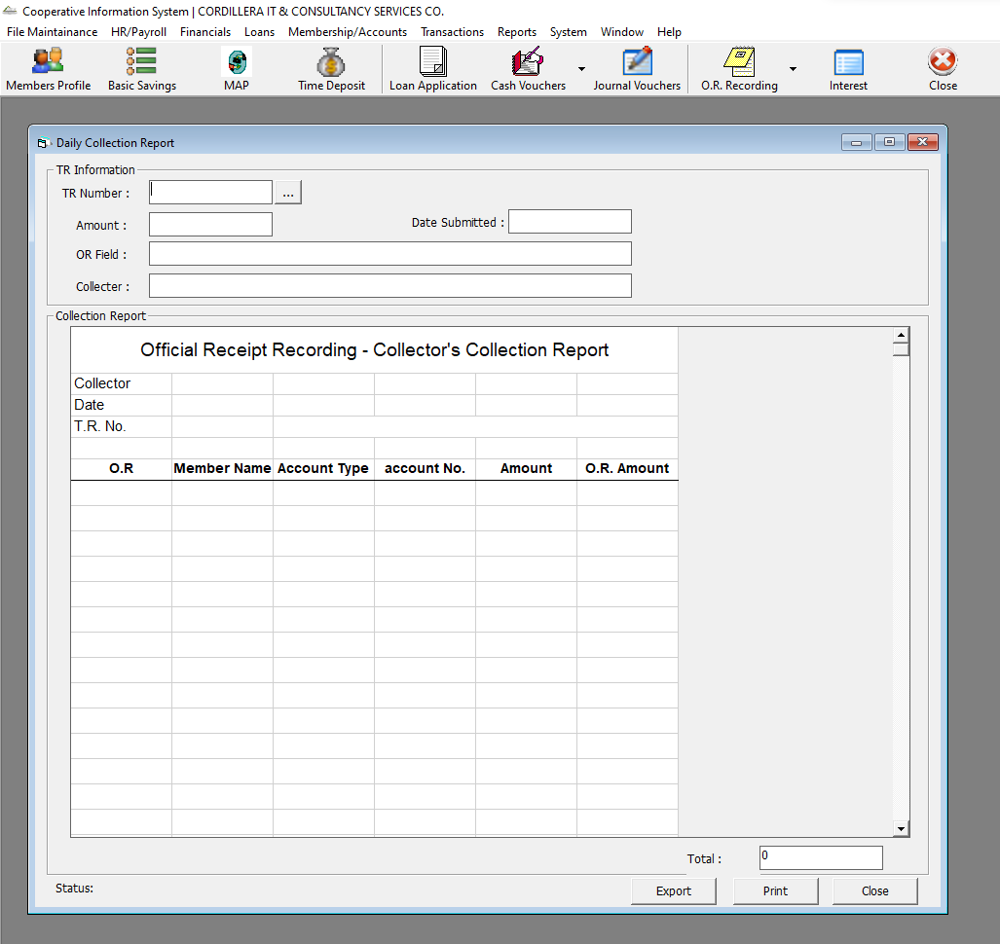 Cooperative Information System | CORDILLERA IT & CONSULTANCY SERVICES CO.
File Maintainance HR/Payroll Financials Loans Membership/Accounts Transactions Reports System Window Help
Members Profile Basic Savings MAP Time Deposit Loan Application Cash Vouchers Journal Vouchers O.R. Recording Interest Close
Daily Collection Report
TR Information
TR Number : ...
Amount : Date Submitted :
OR Field :
Collecter :
Collection Report
Official Receipt Recording - Collector's Collection Report
Collector
Date
T.R. No.
O.R Member Name Account Type account No. Amount O.R. Amount
Total : 0
Status:
Export Print Close